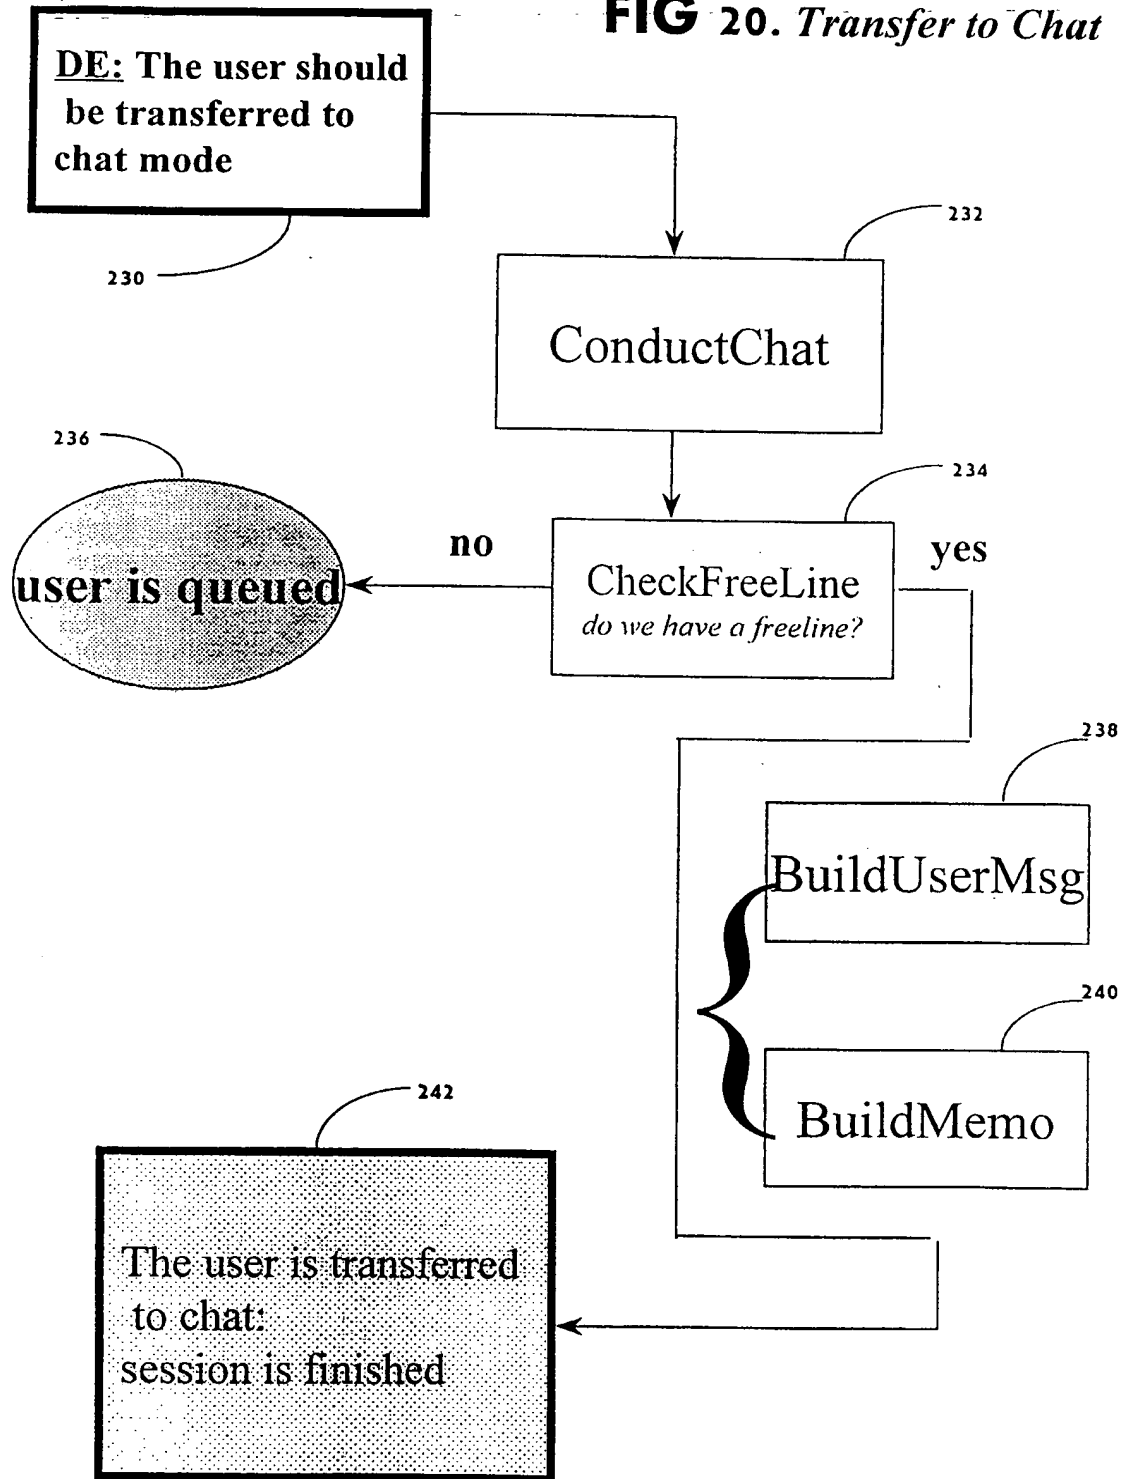 FIG 20. Transfer to Chat
DE: The user should
be transferred to
chat mode
230
232
ConductChat
236
234
no
yes
user is queued
CheckFreeLine
do we have a freeline?
238
BuildUserMsg
240
BuildMemo
242
The user is transferred
to chat:
session is finished